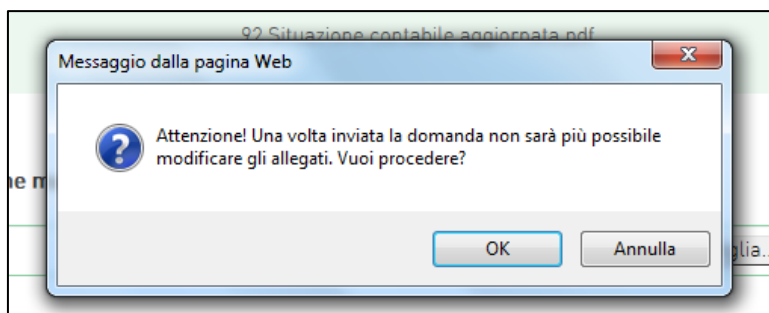 92 Situazione contabile aggiornata.pdf
Messaggio dalla pagina Web
Attenzione! Una volta inviata la domanda non sarà più possibile
modificare gli allegati. Vuoi procedere?
OK
Annulla